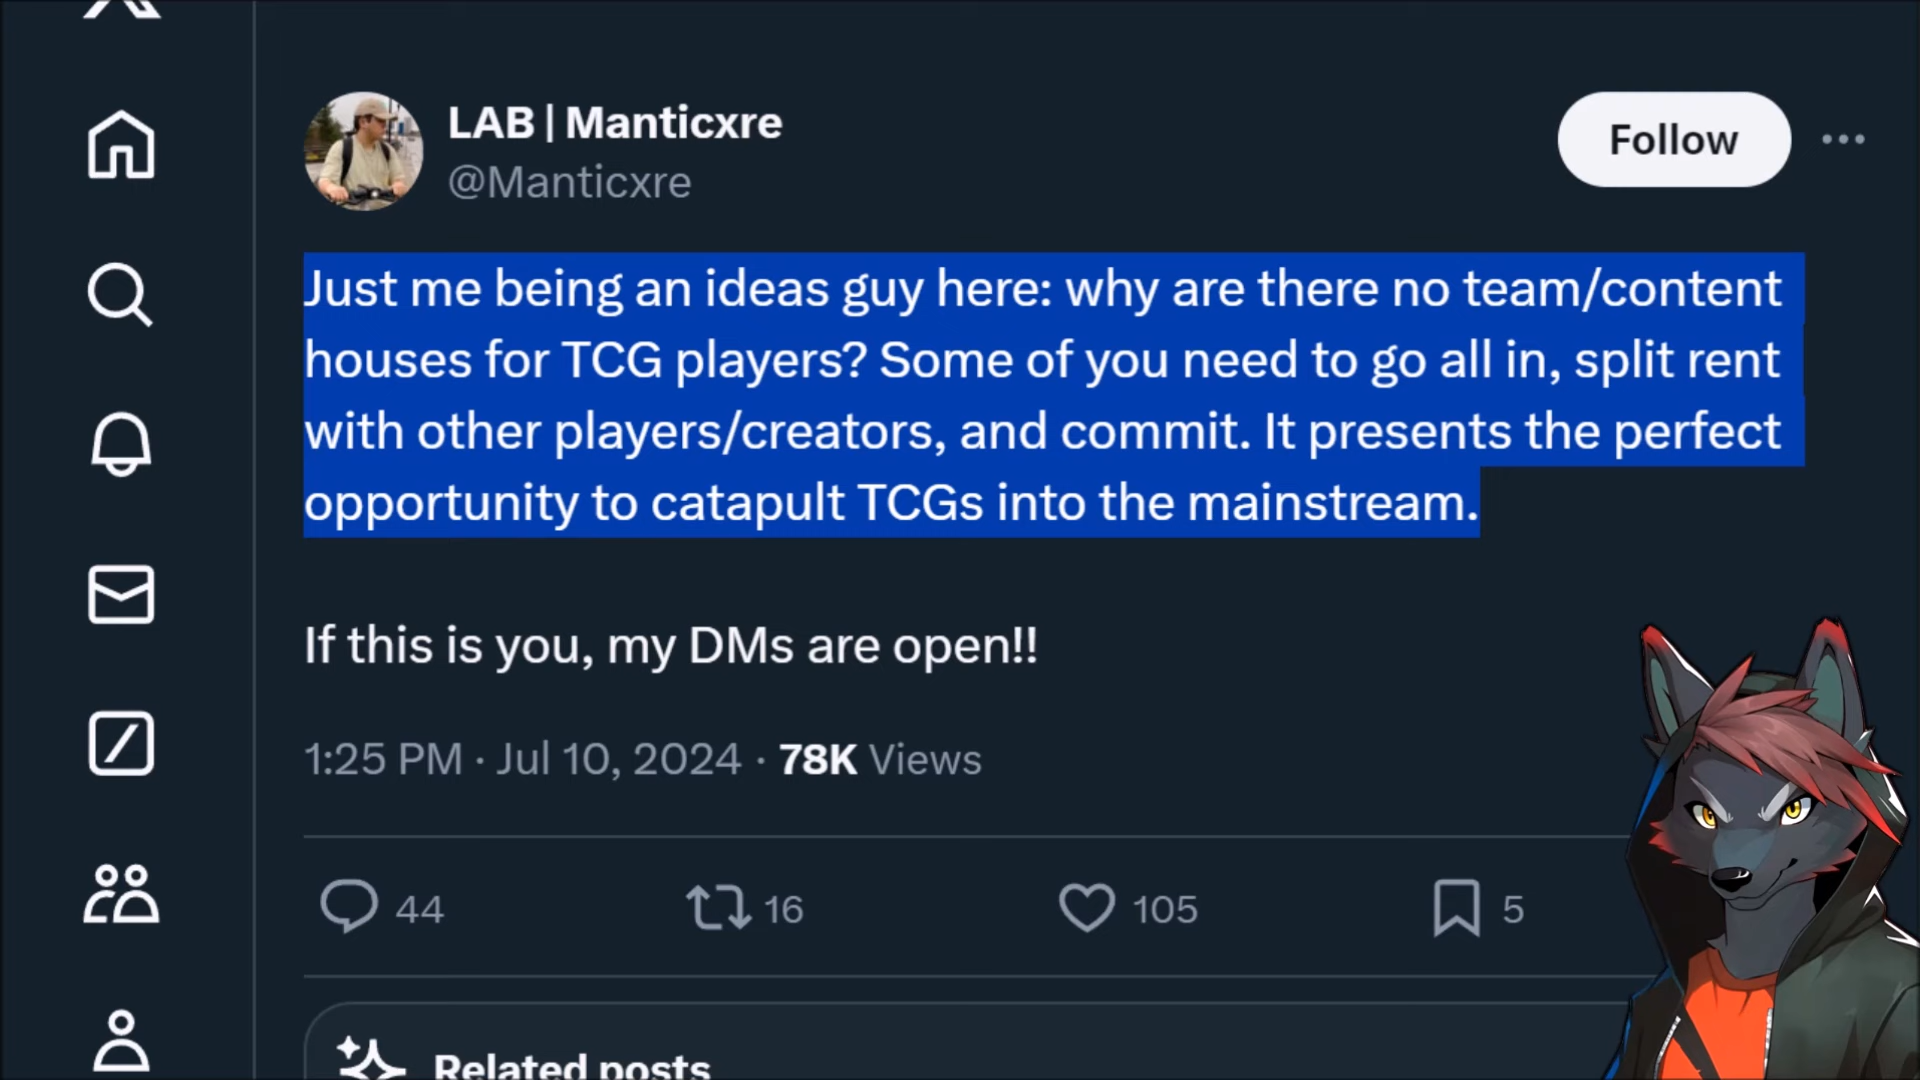 LAB | Manticxre
@Manticxre
Follow
Just me being an ideas guy here: why are there no team/content
houses for TCG players? Some of you need to go all in, split rent
with other players/creators, and commit. It presents the perfect
opportunity to catapult TCGs into the mainstream.
If this is you, my DMs are open!!
1:25 PM · Jul 10, 2024 · 78K Views
44 16 105 5
Related posts